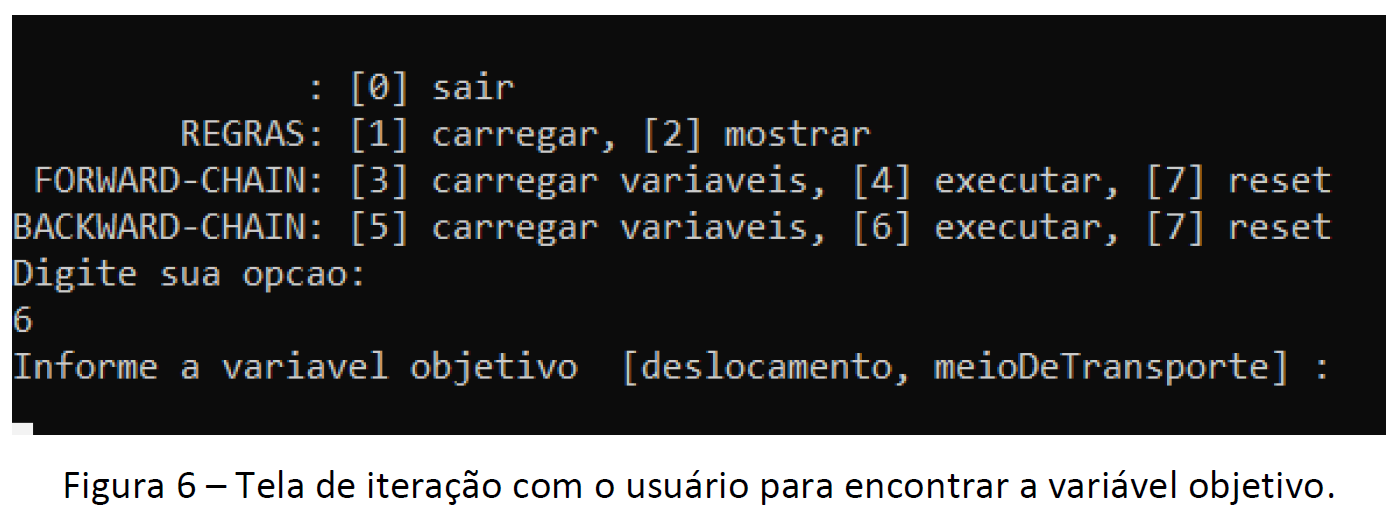 : [0] sair
REGRAS: [1] carregar, [2] mostrar
FORWARD-CHAIN: [3] carregar variaveis, [4] executar, [7] reset
BACKWARD-CHAIN: [5] carregar variaveis, [6] executar, [7] reset
Digite sua opcao:
6
Informe a variavel objetivo  [deslocamento, meioDeTransporte] :
Figura 6 – Tela de iteração com o usuário para encontrar a variável objetivo.